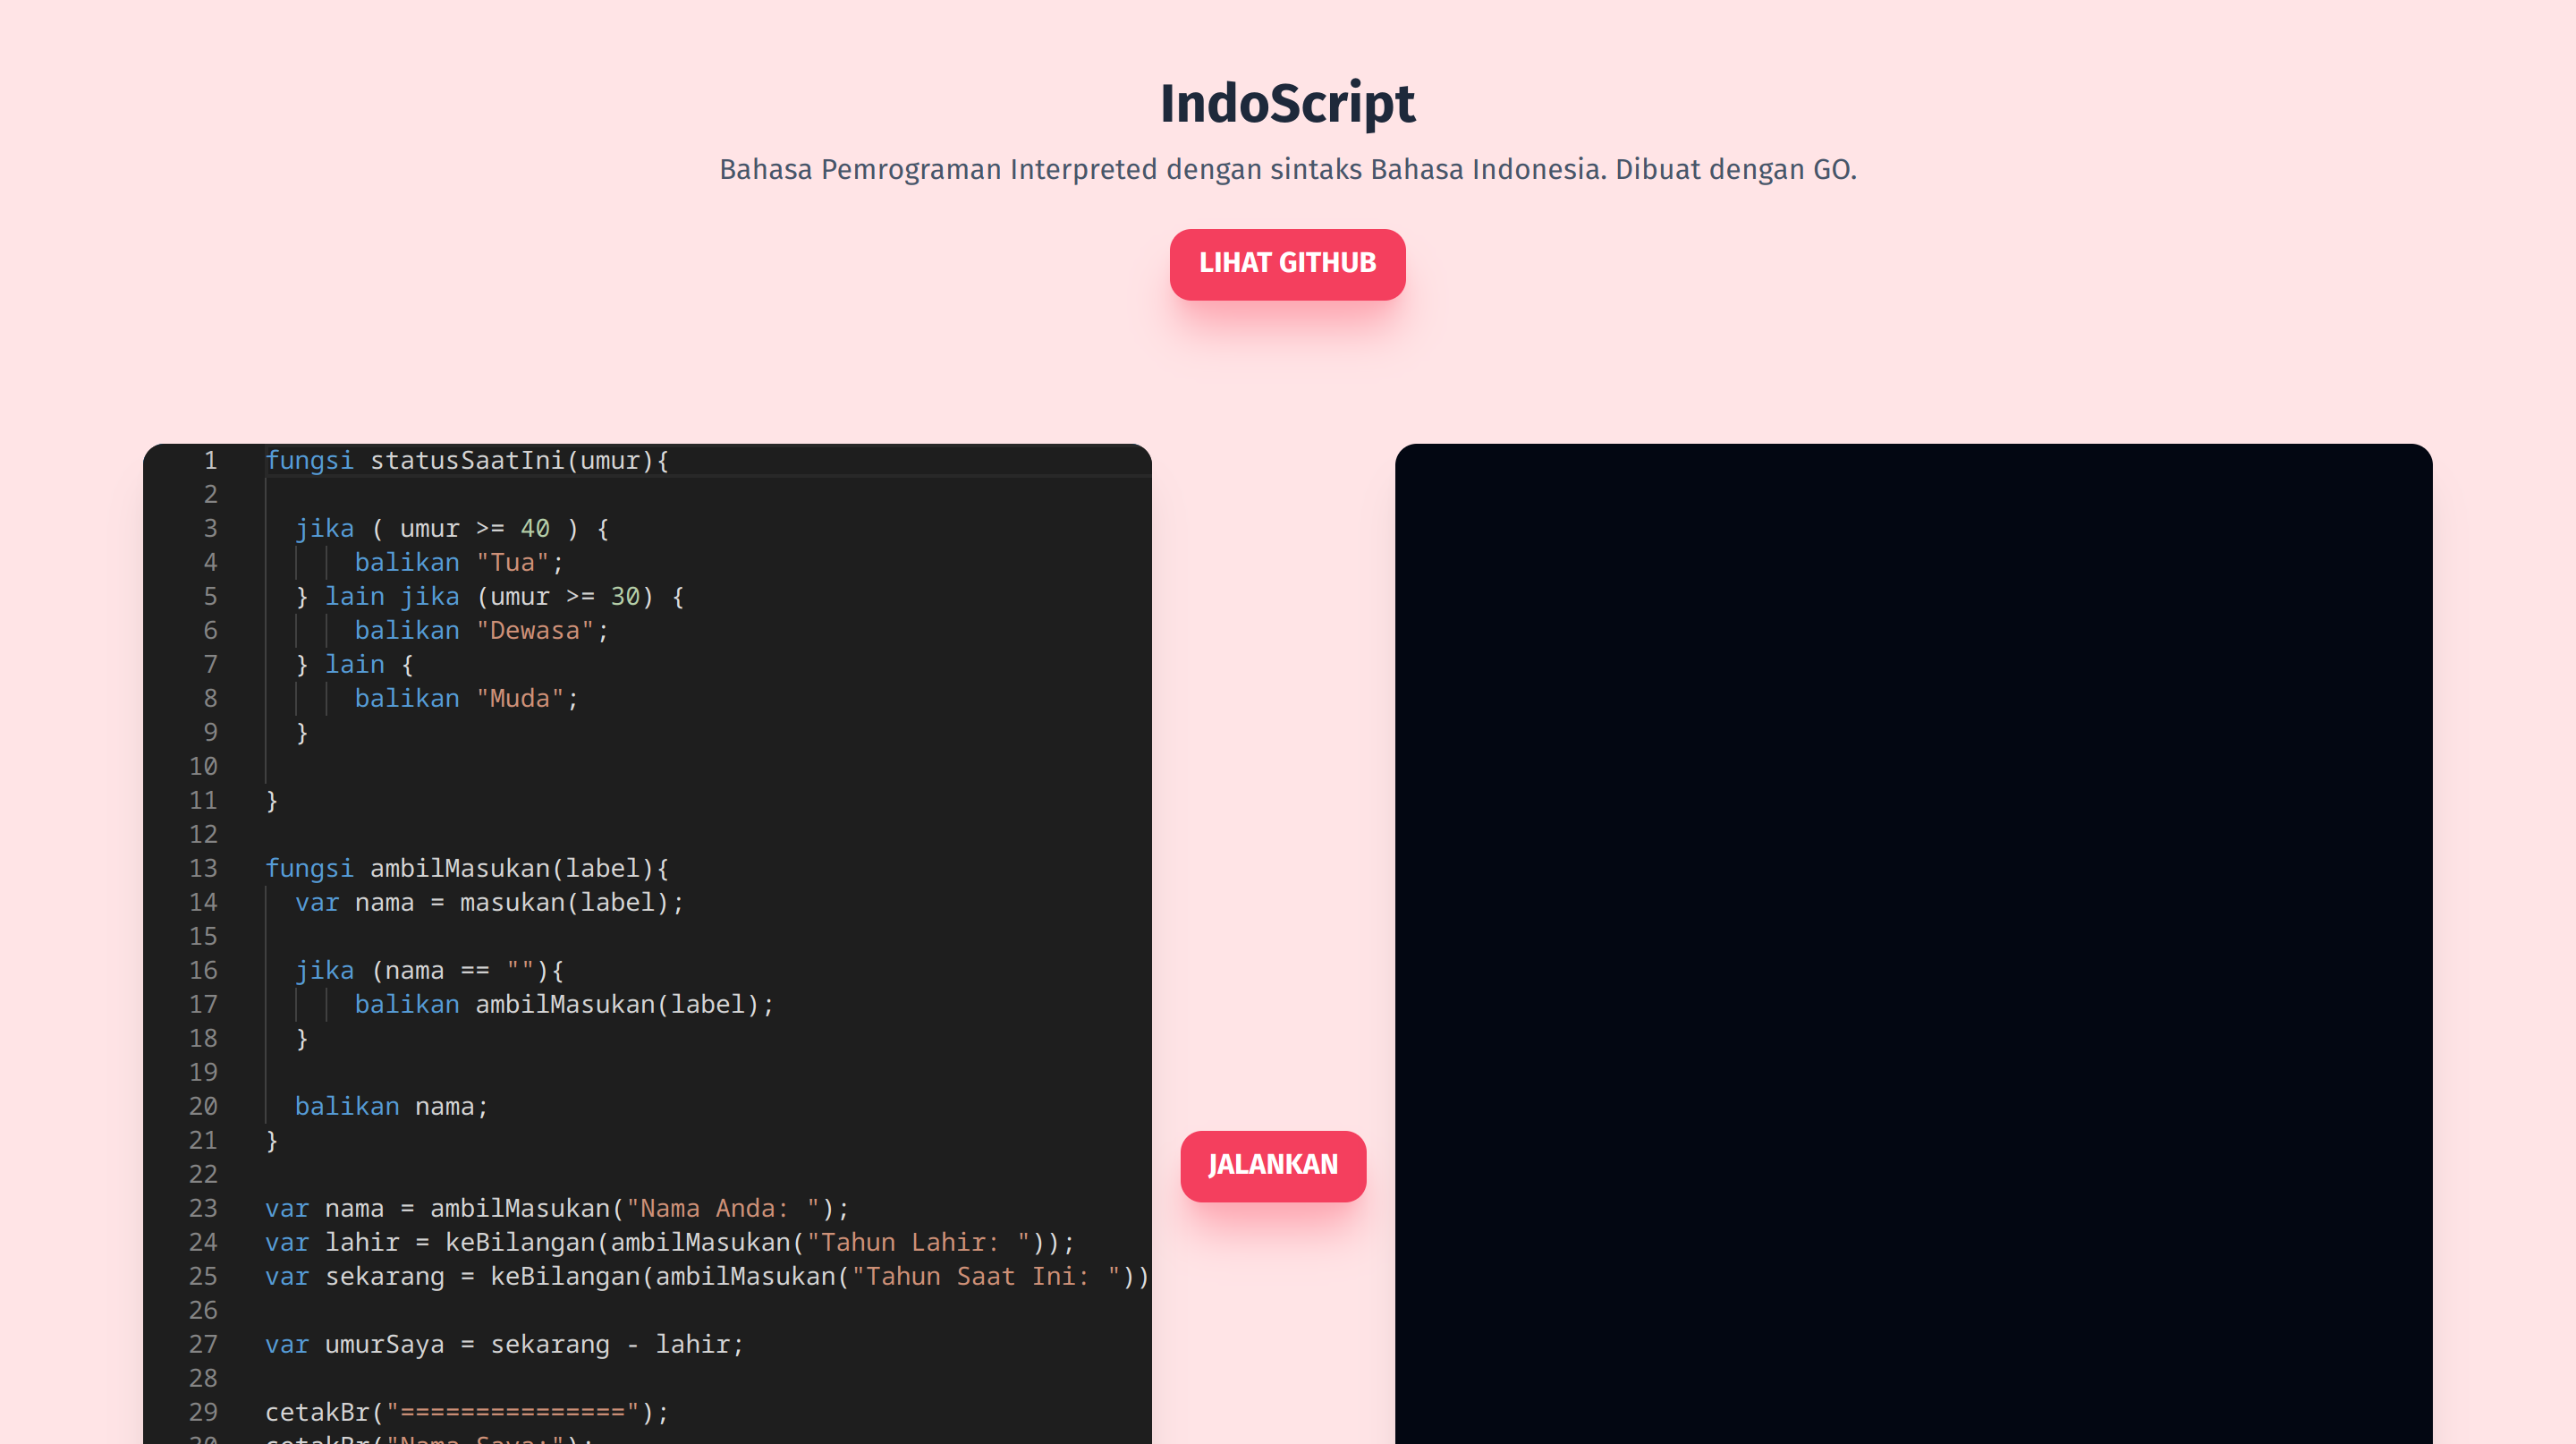 IndoScript
Bahasa Pemrograman Interpreted dengan sintaks Bahasa Indonesia. Dibuat dengan GO.
LIHAT GITHUB
1 fungsi statusSaatIni(umur){
2
3 jika ( umur >= 40 ) {
4 balikan "Tua";
5 } lain jika (umur >= 30) {
6 balikan "Dewasa";
7 } lain {
8 balikan "Muda";
9 }
10
11 }
12
13 fungsi ambilMasukan(label){
14 var nama = masukan(label);
15
16 jika (nama == ""){
17 balikan ambilMasukan(label);
18 }
19
20 balikan nama;
21 }
22
23 var nama = ambilMasukan("Nama Anda: ");
24 var lahir = keBilangan(ambilMasukan("Tahun Lahir: "));
25 var sekarang = keBilangan(ambilMasukan("Tahun Saat Ini: "))
26
27 var umurSaya = sekarang - lahir;
28
29 cetakBr("===============");
30 cetakBr("Nama Saya:");
JALANKAN